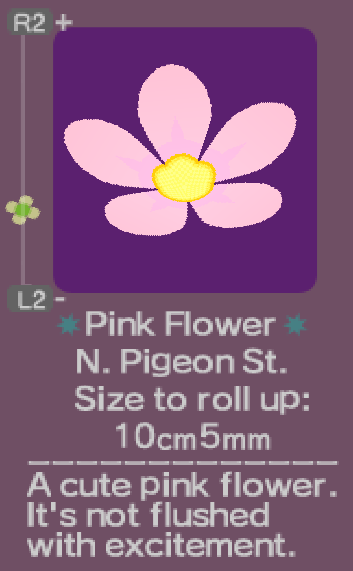 R2 +
L2 -
Pink Flower
N. Pigeon St.
Size to roll up:
10cm5mm
A cute pink flower.
It's not flushed
with excitement.